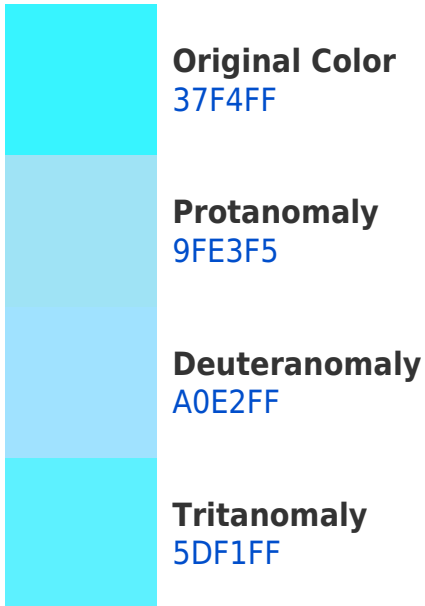 Original Color
37F4FF
Protanomaly
9FE3F5
Deuteranomaly
A0E2FF
Tritanomaly
5DF1FF